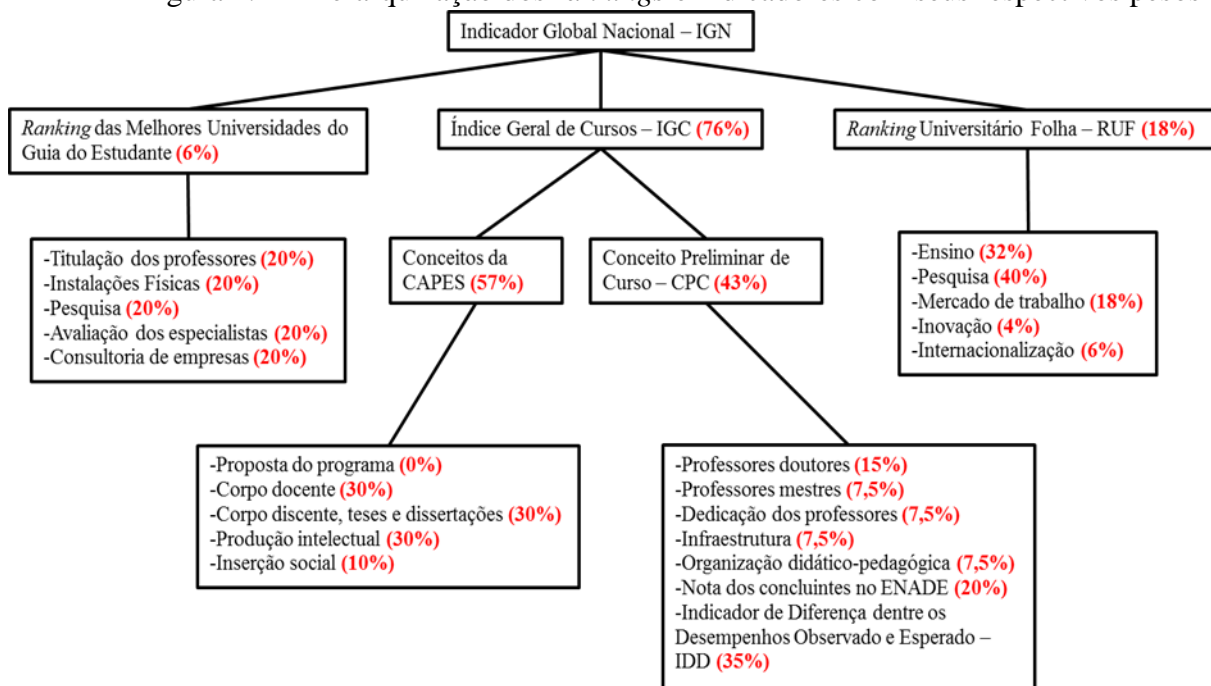 Indicador Global Nacional – IGN
Ranking das Melhores Universidades do
Guia do Estudante (6%)
Índice Geral de Cursos – IGC (76%)
Ranking Universitário Folha – RUF (18%)
-Titulação dos professores (20%)
-Instalações Físicas (20%)
-Pesquisa (20%)
-Avaliação dos especialistas (20%)
-Consultoria de empresas (20%)
Conceitos da
CAPES (57%)
Conceito Preliminar de
Curso – CPC (43%)
-Ensino (32%)
-Pesquisa (40%)
-Mercado de trabalho (18%)
-Inovação (4%)
-Internacionalização (6%)
-Proposta do programa (0%)
-Corpo docente (30%)
-Corpo discente, teses e dissertações (30%)
-Produção intelectual (30%)
-Inserção social (10%)
-Professores doutores (15%)
-Professores mestres (7,5%)
-Dedicação dos professores (7,5%)
-Infraestrutura (7,5%)
-Organização didático-pedagógica (7,5%)
-Nota dos concluintes no ENADE (20%)
-Indicador de Diferença dentre os
Desempenhos Observado e Esperado –
IDD (35%)